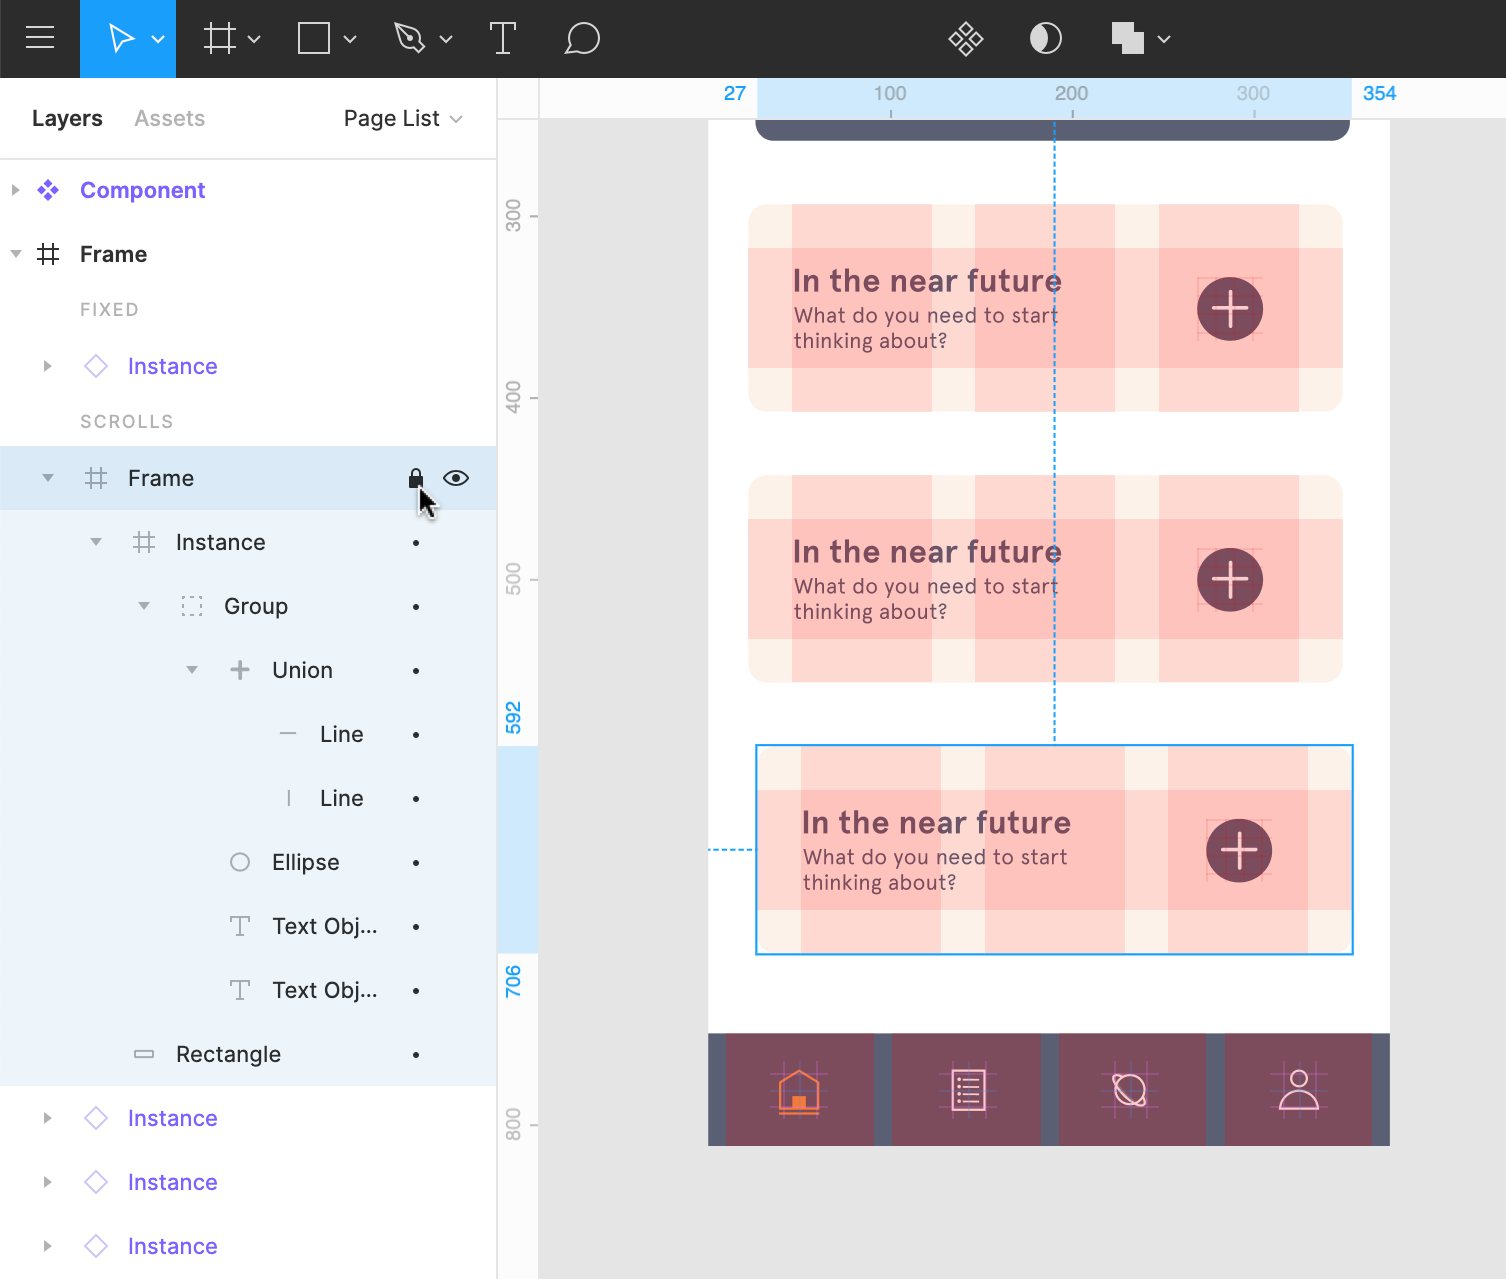 Layers
Assets
Page List
Component
Frame
FIXED
Instance
SCROLLS
Frame
Instance
Group
Union
Line
Line
Ellipse
Text Obj...
Text Obj...
Rectangle
Instance
Instance
Instance
27
100
200
300
354
300
400
500
592
706
800
In the near future
What do you need to start
thinking about?
In the near future
What do you need to start
thinking about?
In the near future
What do you need to start
thinking about?